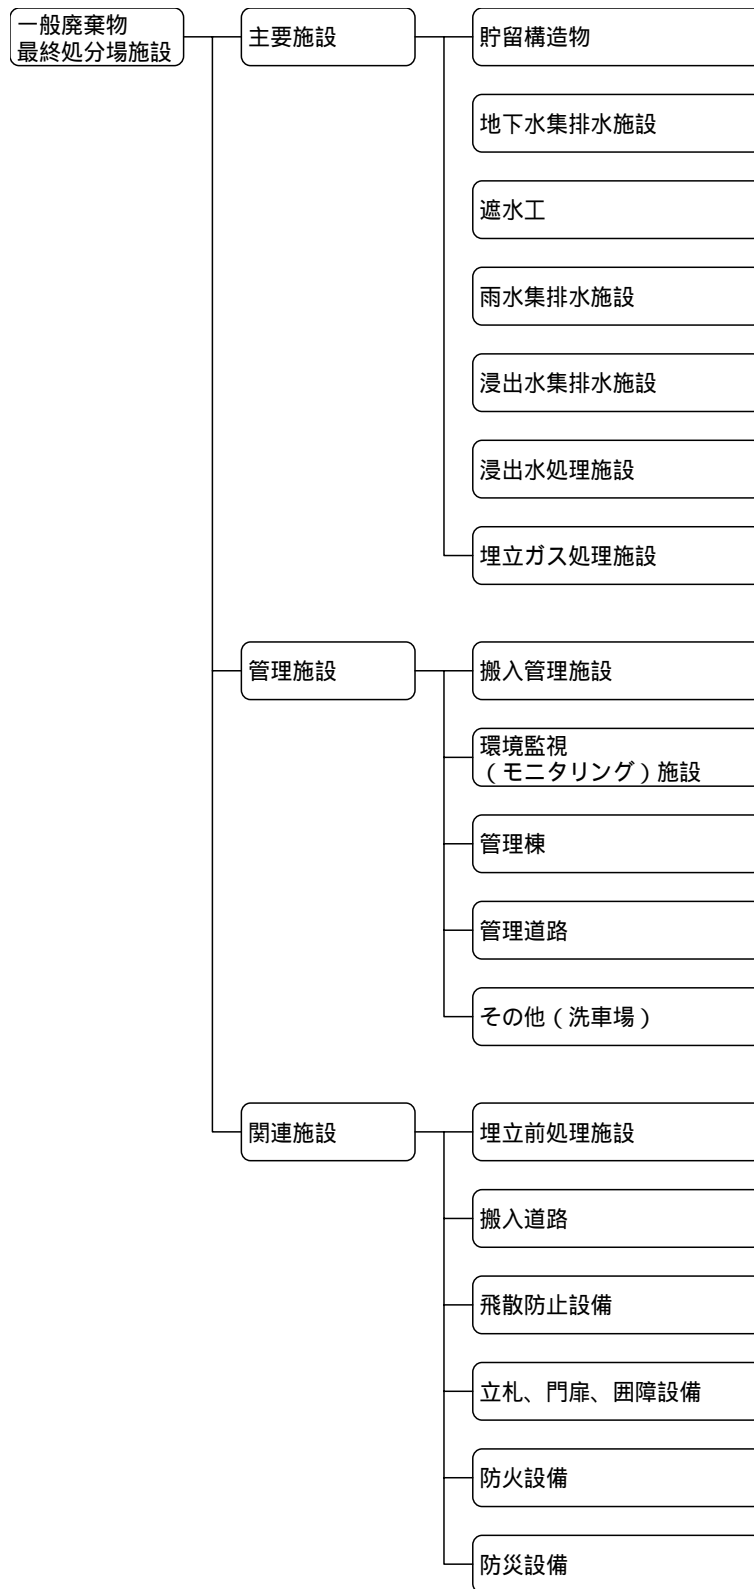 一般廃棄物
最終処分場施設
主要施設
貯留構造物
地下水集排水施設
遮水工
雨水集排水施設
浸出水集排水施設
浸出水処理施設
埋立ガス処理施設
管理施設
搬入管理施設
環境監視
（モニタリング）施設
管理棟
管理道路
その他（洗車場）
関連施設
埋立前処理施設
搬入道路
飛散防止設備
立札、門扉、囲障設備
防火設備
防災設備